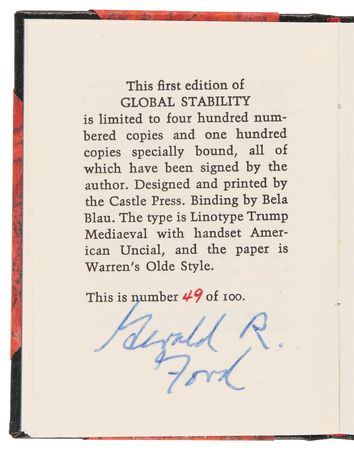 This first edition of
GLOBAL STABILITY
is limited to four hundred num-
bered copies and one hundred
copies specially bound, all of
which have been signed by the
author. Designed and printed by
the Castle Press. Binding by Bela
Blau. The type is Linotype Trump
Mediaeval with handset Amer-
ican Uncial, and the paper is
Warren's Olde Style.
This is number 49 of 100.
Gerald R.
Ford